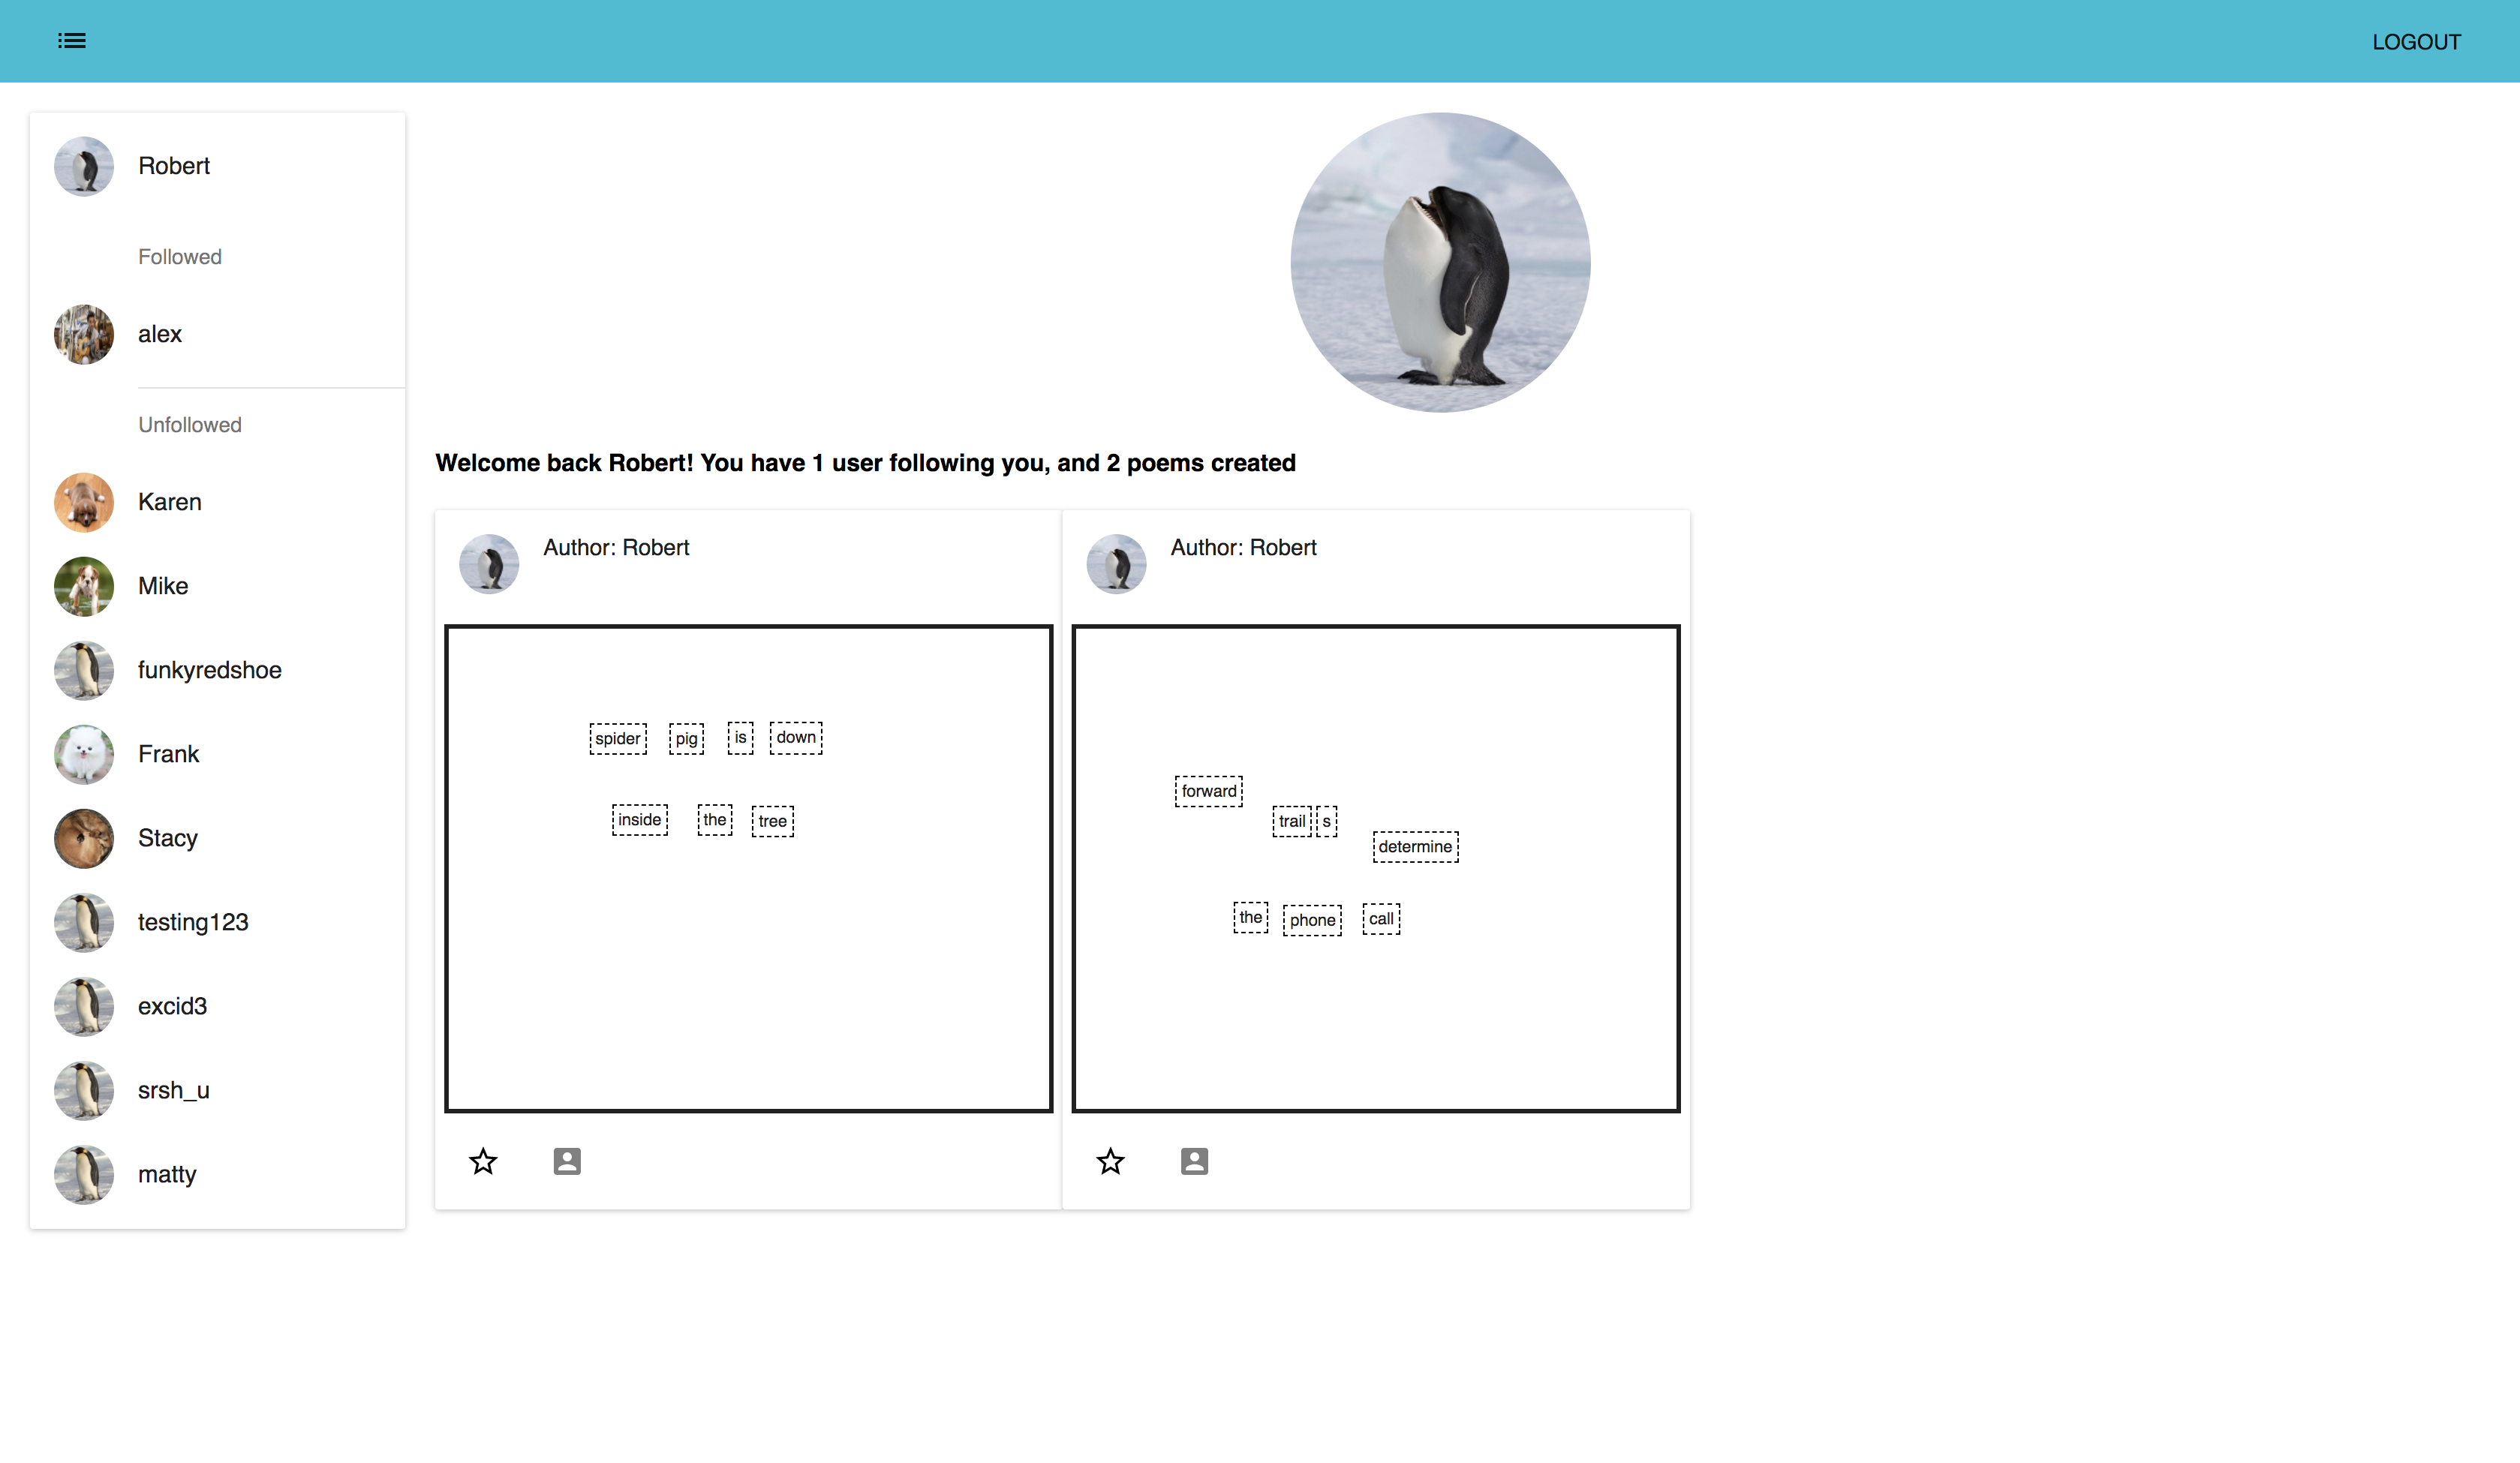 LOGOUT
Robert
Followed
alex
Unfollowed
Karen
Mike
funkyredshoe
Frank
Stacy
testing123
excid3
srsh_u
matty
Welcome back Robert! You have 1 user following you, and 2 poems created
Author: Robert
spider pig is down
inside the tree
Author: Robert
forward
trail s
determine
the phone call